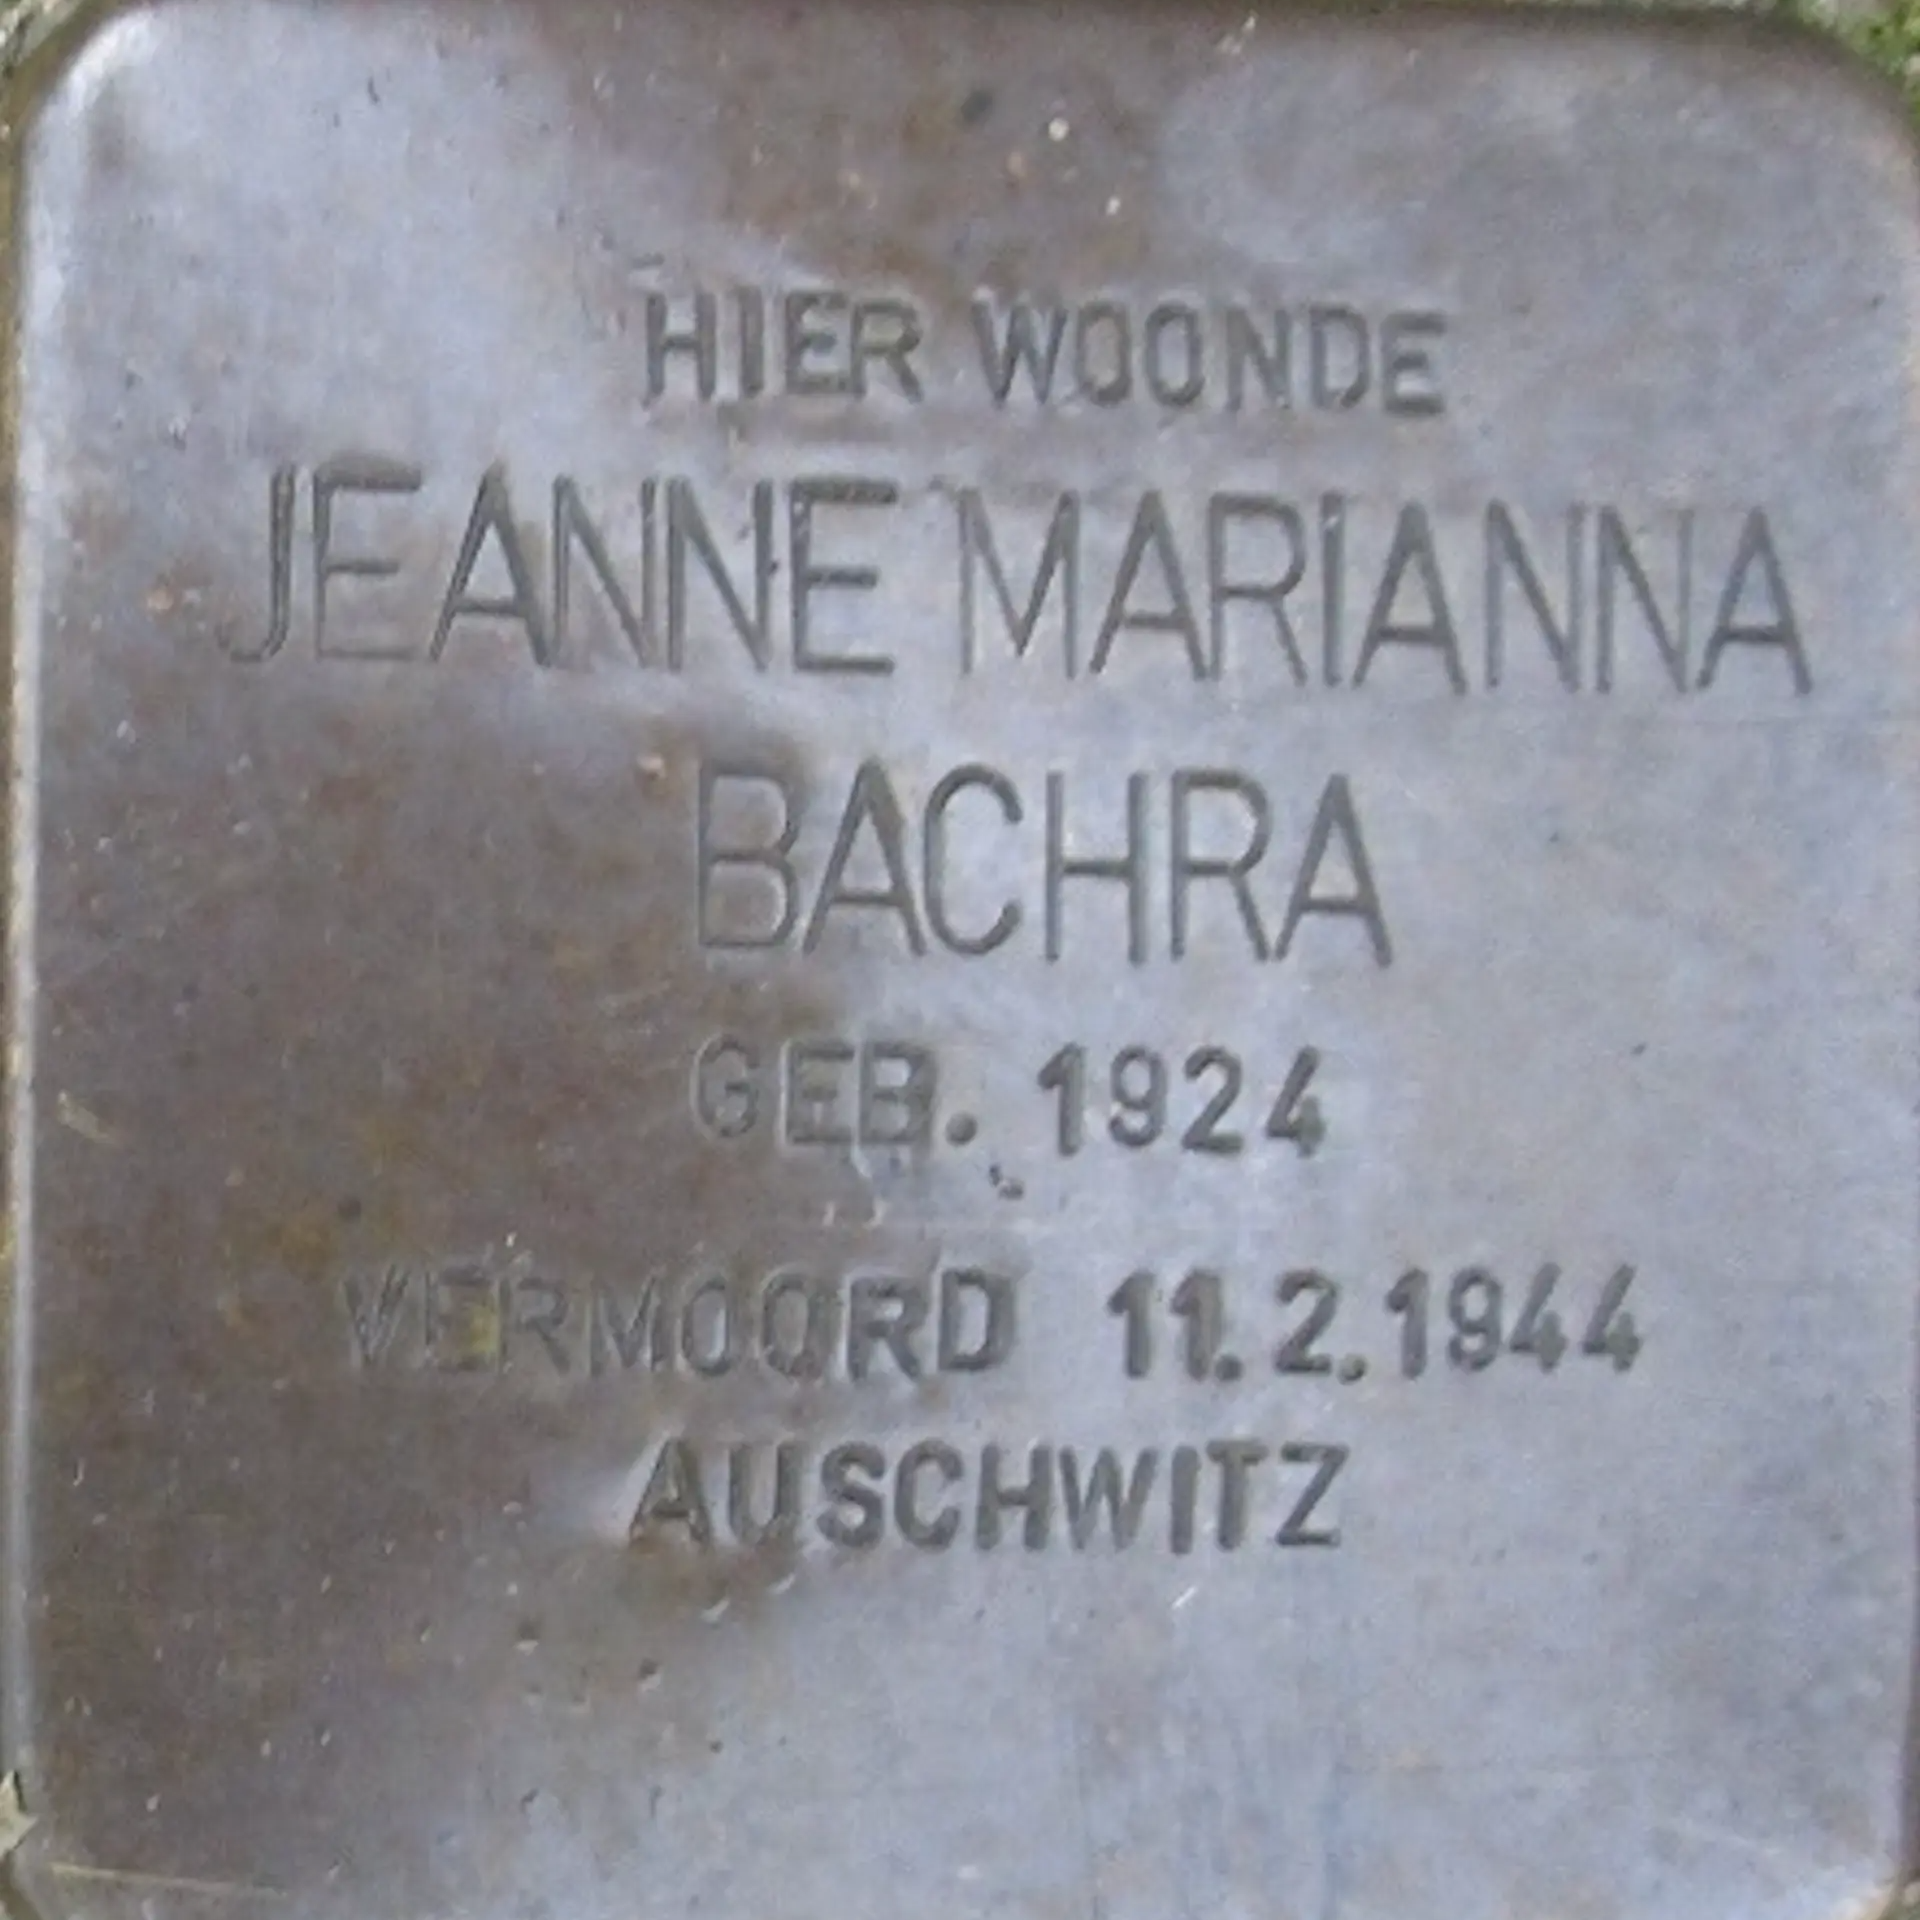 HIER WOONDE
JEANNE MARIANNA
BACHRA
GEB. 1924
VERMOORD 11.2.1944
AUSCHWITZ